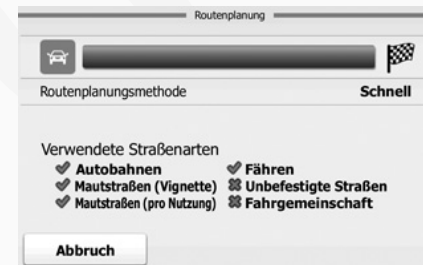 Routenplanung
Routenplanungsmethode Schnell
Verwendete Straßenarten
Autobahnen Fähren
Mautstraßen (Vignette) Unbefestigte Straßen
Mautstraßen (pro Nutzung) Fahrgemeinschaft
Abbruch